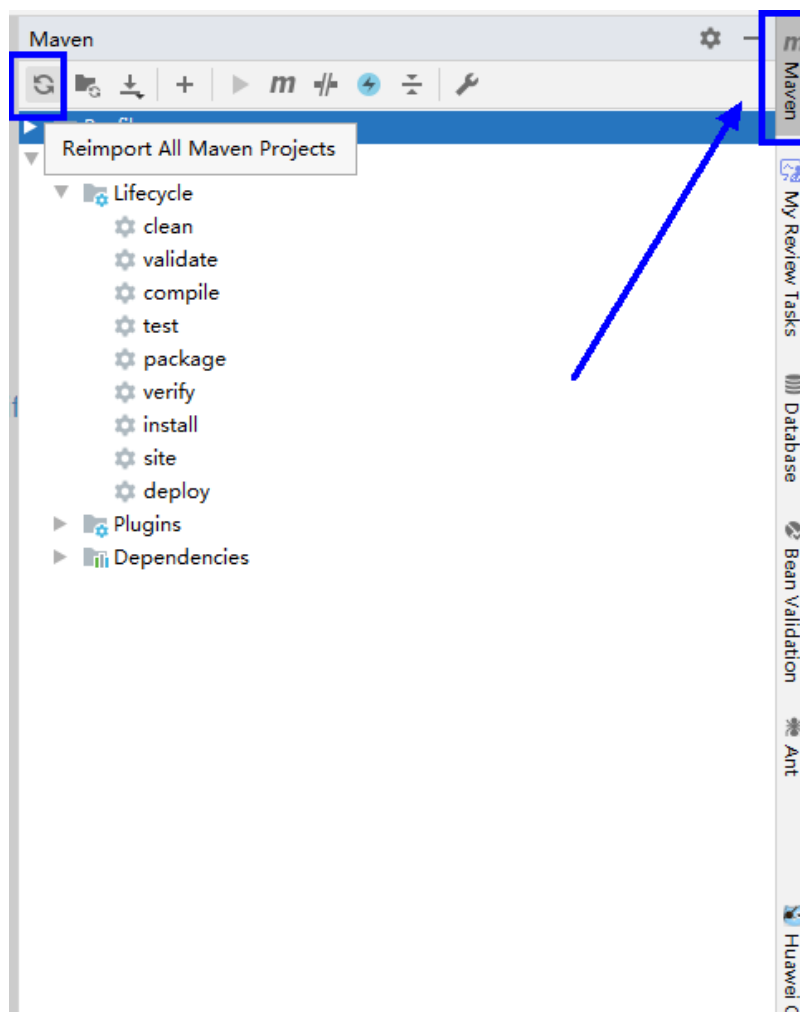 Maven
m
Reimport All Maven Projects
Lifecycle
clean
validate
compile
test
package
verify
install
site
deploy
Plugins
Dependencies
m
Maven
My Review Tasks
Database
Bean Validation
Ant
Huawei